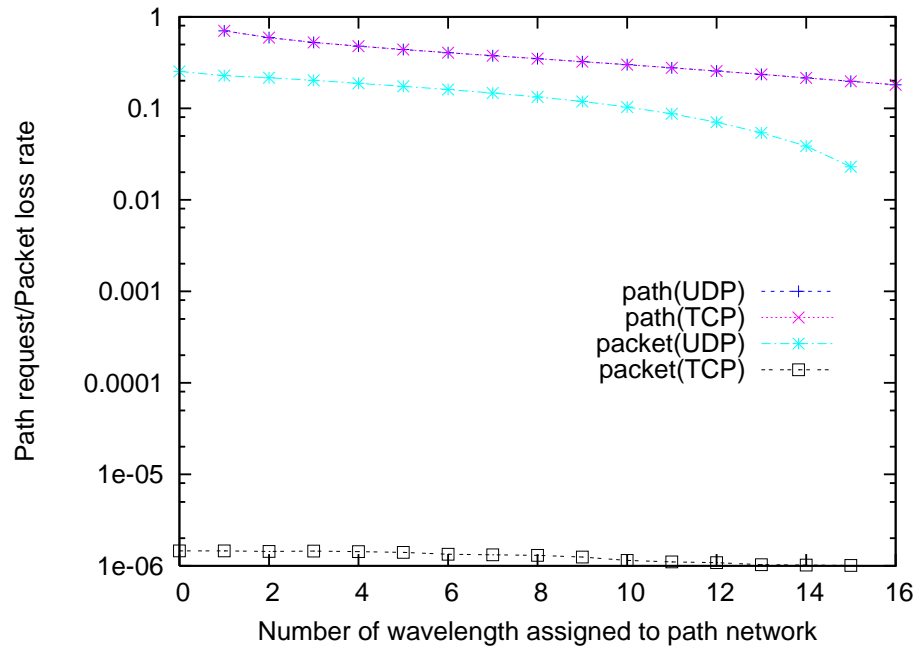 1
0.1
0.01
0.001
0.0001
1e-05
1e-06
Path request/Packet loss rate
path(UDP)
path(TCP)
packet(UDP)
packet(TCP)
0 2 4 6 8 10 12 14 16
Number of wavelength assigned to path network